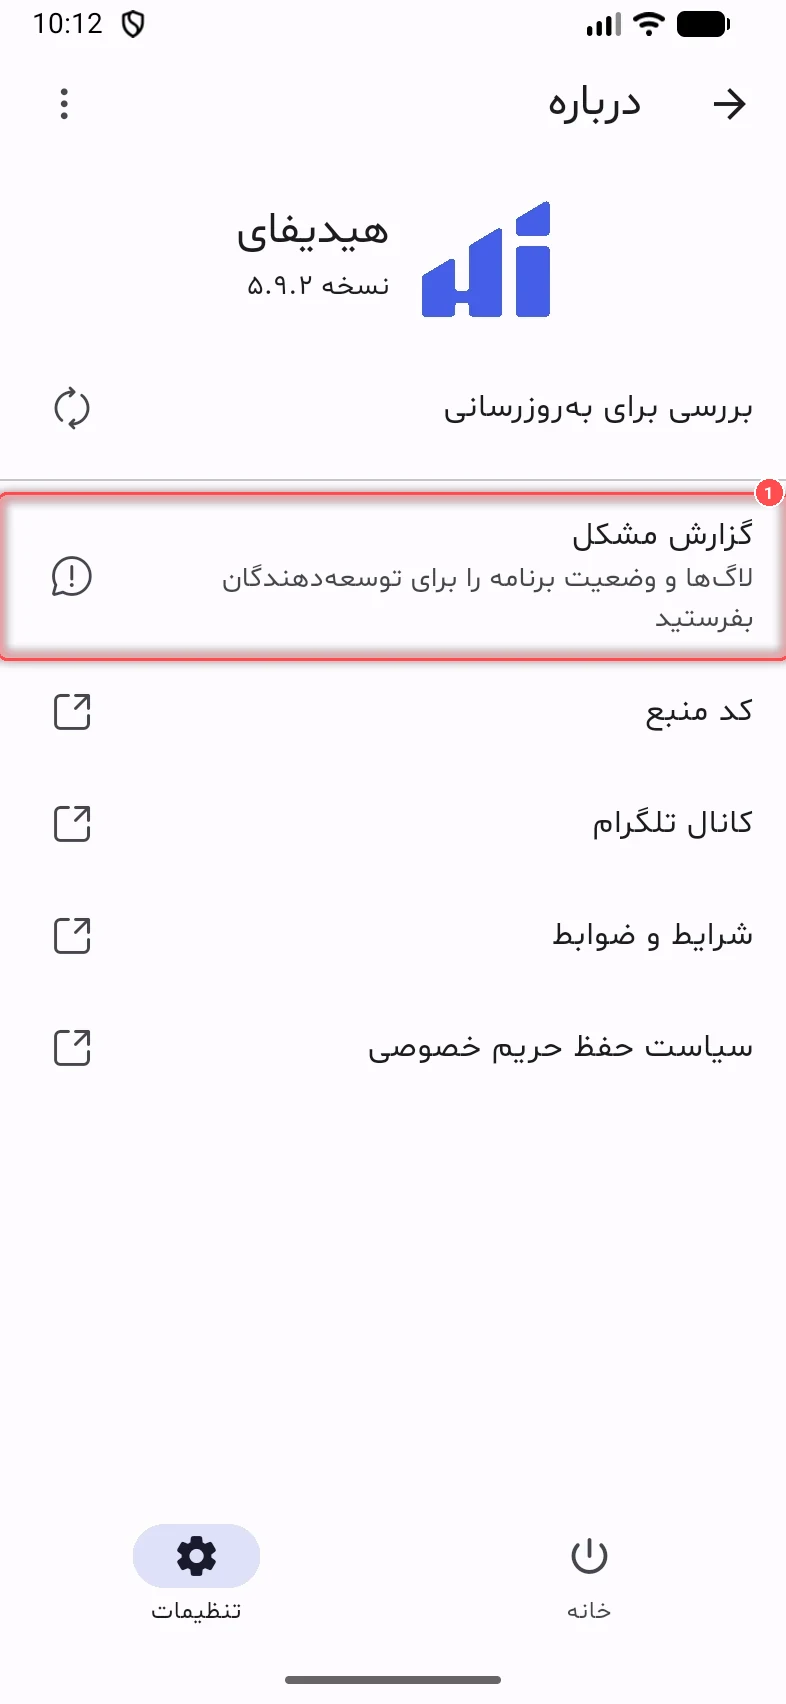 10:12
درباره
هیدیفای
نسخه ۵.۹.۲
بررسی برای به‌روزرسانی
1
گزارش مشکل
لاگ‌ها و وضعیت برنامه را برای توسعه‌دهندگان
بفرستید
کد منبع
کانال تلگرام
شرایط و ضوابط
سیاست حفظ حریم خصوصی
خانه
تنظیمات